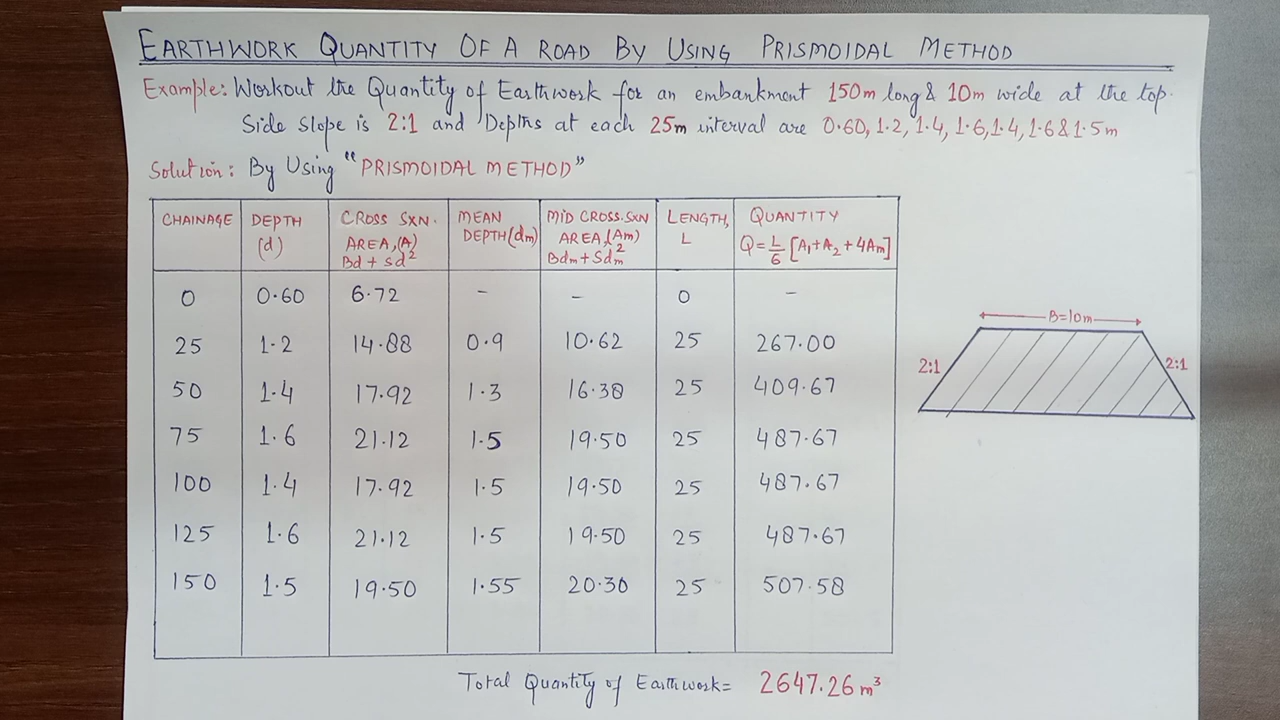 EARTHWORK QUANTITY OF A ROAD BY USING PRISMOIDAL METHOD
Example: Workout the Quantity of Earthwork for an embankment 150m long & 10m wide at the top.
Side Slope is 2:1 and Depths at each 25m interval are 0.60, 1.2, 1.4, 1.6, 1.4, 1.6 & 1.5m
Solution: By Using "PRISMOIDAL METHOD"
CHAINAGE DEPTH (d) CROSS SXN. AREA, (A) Bd + sd² MEAN DEPTH (dm) MID CROSS. SXN AREA, (Am) Bdm + Sdm² LENGTH, L QUANTITY Q = L/6 [A₁+A₂+4Am]
0 0.60 6.72 - - 0 -
25 1.2 14.88 0.9 10.62 25 267.00
50 1.4 17.92 1.3 16.38 25 409.67
75 1.6 21.12 1.5 19.50 25 487.67
100 1.4 17.92 1.5 19.50 25 487.67
125 1.6 21.12 1.5 19.50 25 487.67
150 1.5 19.50 1.55 20.30 25 507.58
Total Quantity of Earthwork = 2647.26 m³
B=10m
2:1
2:1